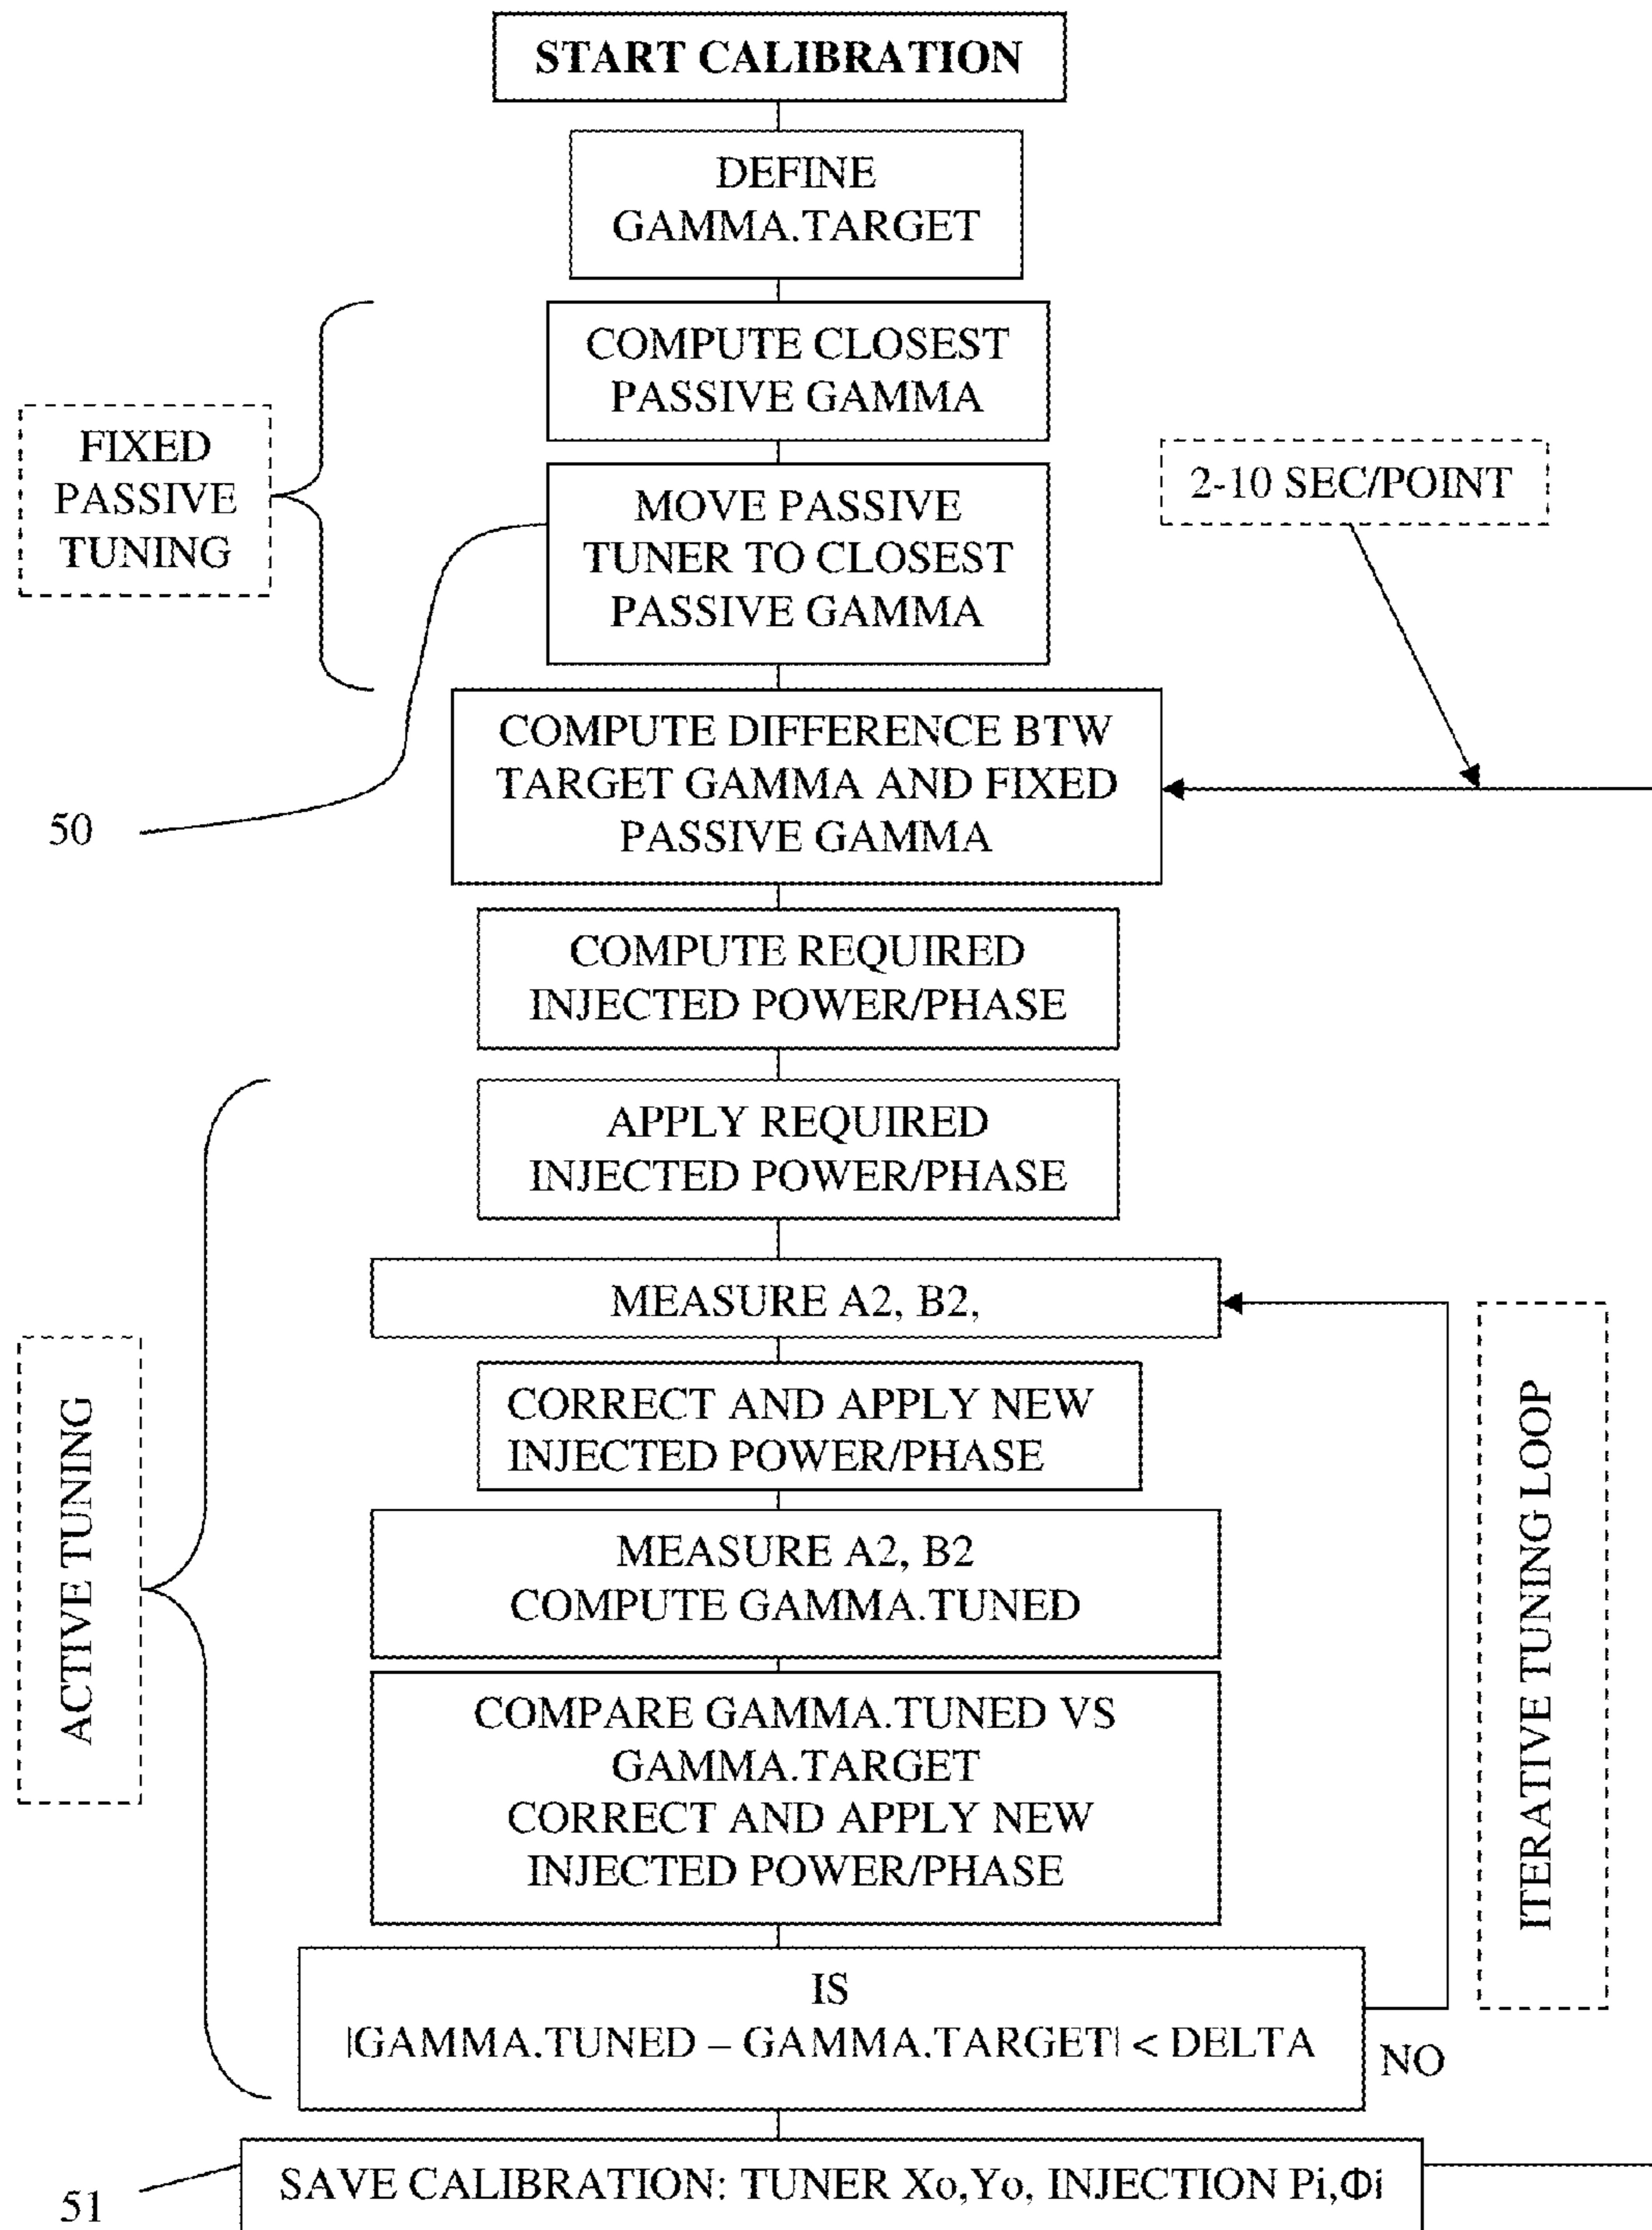 START CALIBRATION
DEFINE
GAMMA.TARGET
COMPUTE CLOSEST
PASSIVE GAMMA
FIXED
PASSIVE
TUNING
MOVE PASSIVE
TUNER TO CLOSEST
PASSIVE GAMMA
2-10 SEC/POINT
COMPUTE DIFFERENCE BTW
TARGET GAMMA AND FIXED
PASSIVE GAMMA
50
COMPUTE REQUIRED
INJECTED POWER/PHASE
APPLY REQUIRED
INJECTED POWER/PHASE
MEASURE A2, B2,
CORRECT AND APPLY NEW
INJECTED POWER/PHASE
MEASURE A2, B2
COMPUTE GAMMA.TUNED
COMPARE GAMMA.TUNED VS
GAMMA.TARGET
CORRECT AND APPLY NEW
INJECTED POWER/PHASE
ACTIVE TUNING
ITERATIVE TUNING LOOP
IS
|GAMMA.TUNED – GAMMA.TARGET| < DELTA
NO
SAVE CALIBRATION: TUNER Xo,Yo, INJECTION Pi,Φi
51